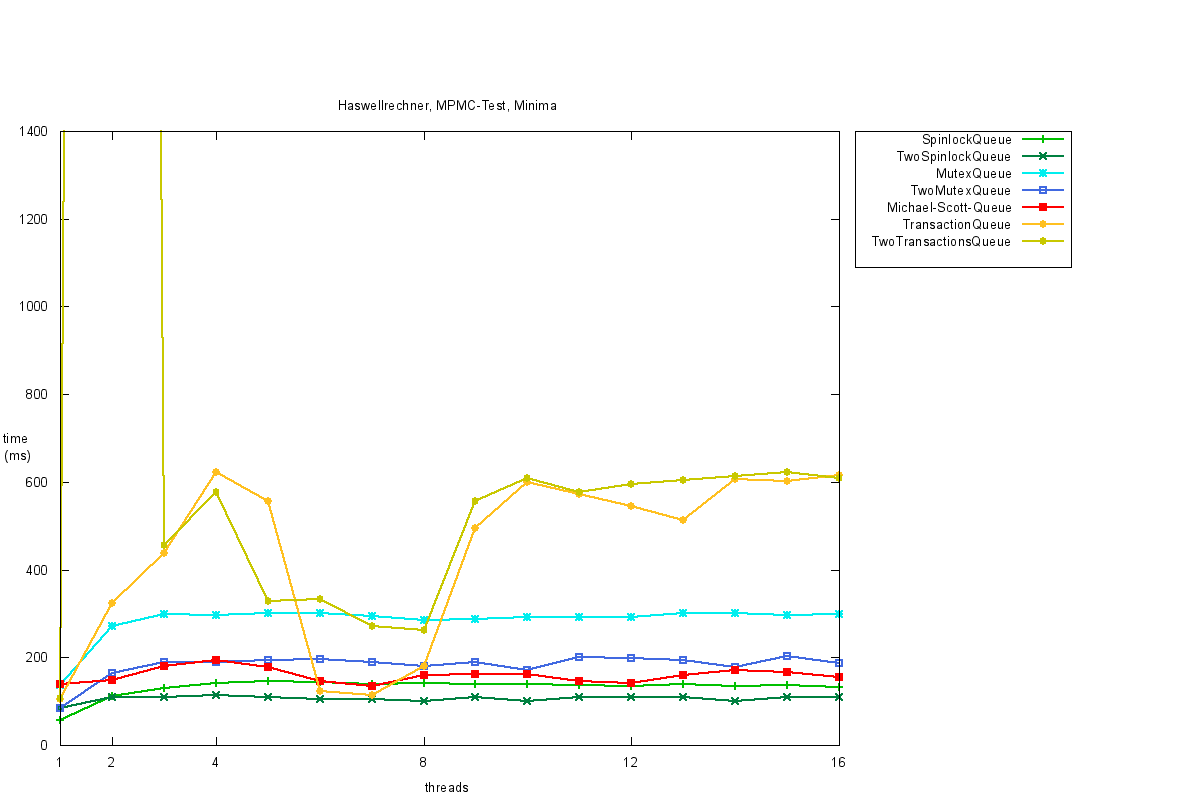 Haswellrechner, MPMC-Test, Minima
1400
1200
1000
800
600
400
200
0
time
(ms)
1 2 4 8 12 16
threads
SpinlockQueue
TwoSpinlockQueue
MutexQueue
TwoMutexQueue
Michael-Scott-Queue
TransactionQueue
TwoTransactionsQueue